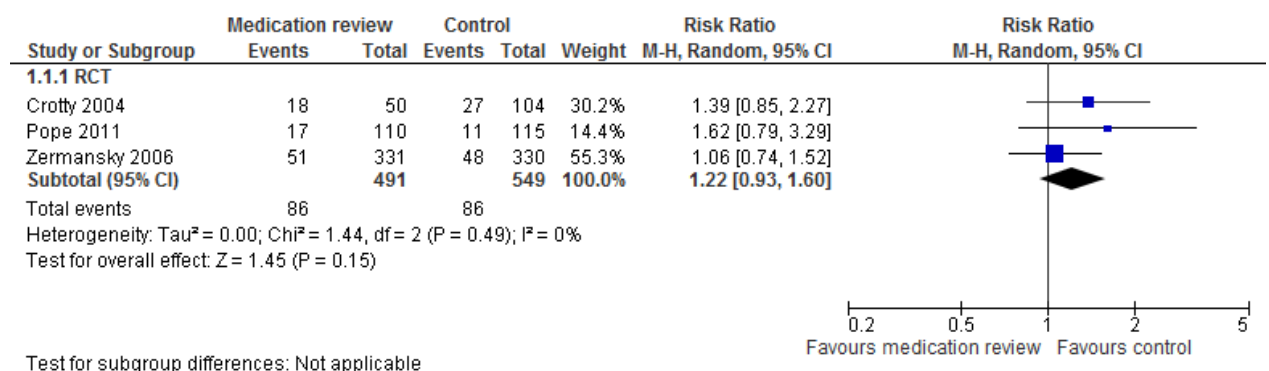 Medication review Control Risk Ratio Risk Ratio
Study or Subgroup Events Total Events Total Weight M-H, Random, 95% CI M-H, Random, 95% CI
1.1.1 RCT
Crotty 2004 18 50 27 104 30.2% 1.39 [0.85, 2.27]
Pope 2011 17 110 11 115 14.4% 1.62 [0.79, 3.29]
Zermansky 2006 51 331 48 330 55.3% 1.06 [0.74, 1.52]
Subtotal (95% CI) 491 549 100.0% 1.22 [0.93, 1.60]
Total events 86 86
Heterogeneity: Tau² = 0.00; Chi² = 1.44, df = 2 (P = 0.49); I² = 0%
Test for overall effect: Z = 1.45 (P = 0.15)
0.2 0.5 1 2 5
Favours medication review Favours control
Test for subgroup differences: Not applicable